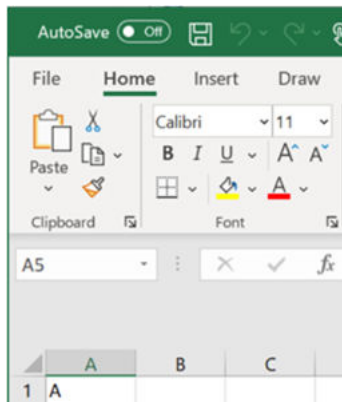 AutoSave Off
File Home Insert Draw
Calibri 11
Paste B I U A A
A
Clipboard Font
A5 fx
A B C
1 A